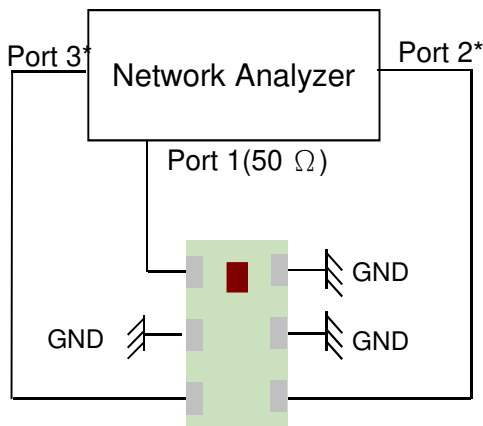 Port 3*
Network Analyzer
Port 2*
Port 1(50 Ω)
GND
GND
GND